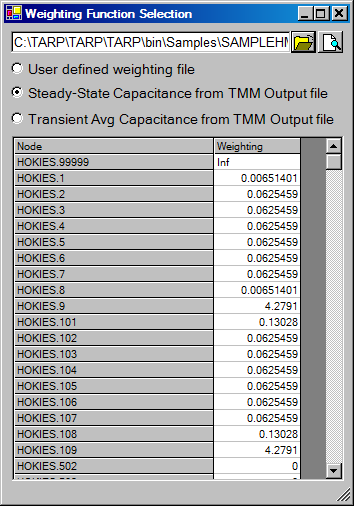 Weighting Function Selection
C:\TARP\TARP\TARP\bin\Samples\SAMPLEHM
User defined weighting file
Steady-State Capacitance from TMM Output file
Transient Avg Capacitance from TMM Output file
Node Weighting
HOKIES.99999 Inf
HOKIES.1 0.00651401
HOKIES.2 0.0625459
HOKIES.3 0.0625459
HOKIES.4 0.0625459
HOKIES.5 0.0625459
HOKIES.6 0.0625459
HOKIES.7 0.0625459
HOKIES.8 0.00651401
HOKIES.9 4.2791
HOKIES.101 0.13028
HOKIES.102 0.0625459
HOKIES.103 0.0625459
HOKIES.104 0.0625459
HOKIES.105 0.0625459
HOKIES.106 0.0625459
HOKIES.107 0.0625459
HOKIES.108 0.13028
HOKIES.109 4.2791
HOKIES.502 0